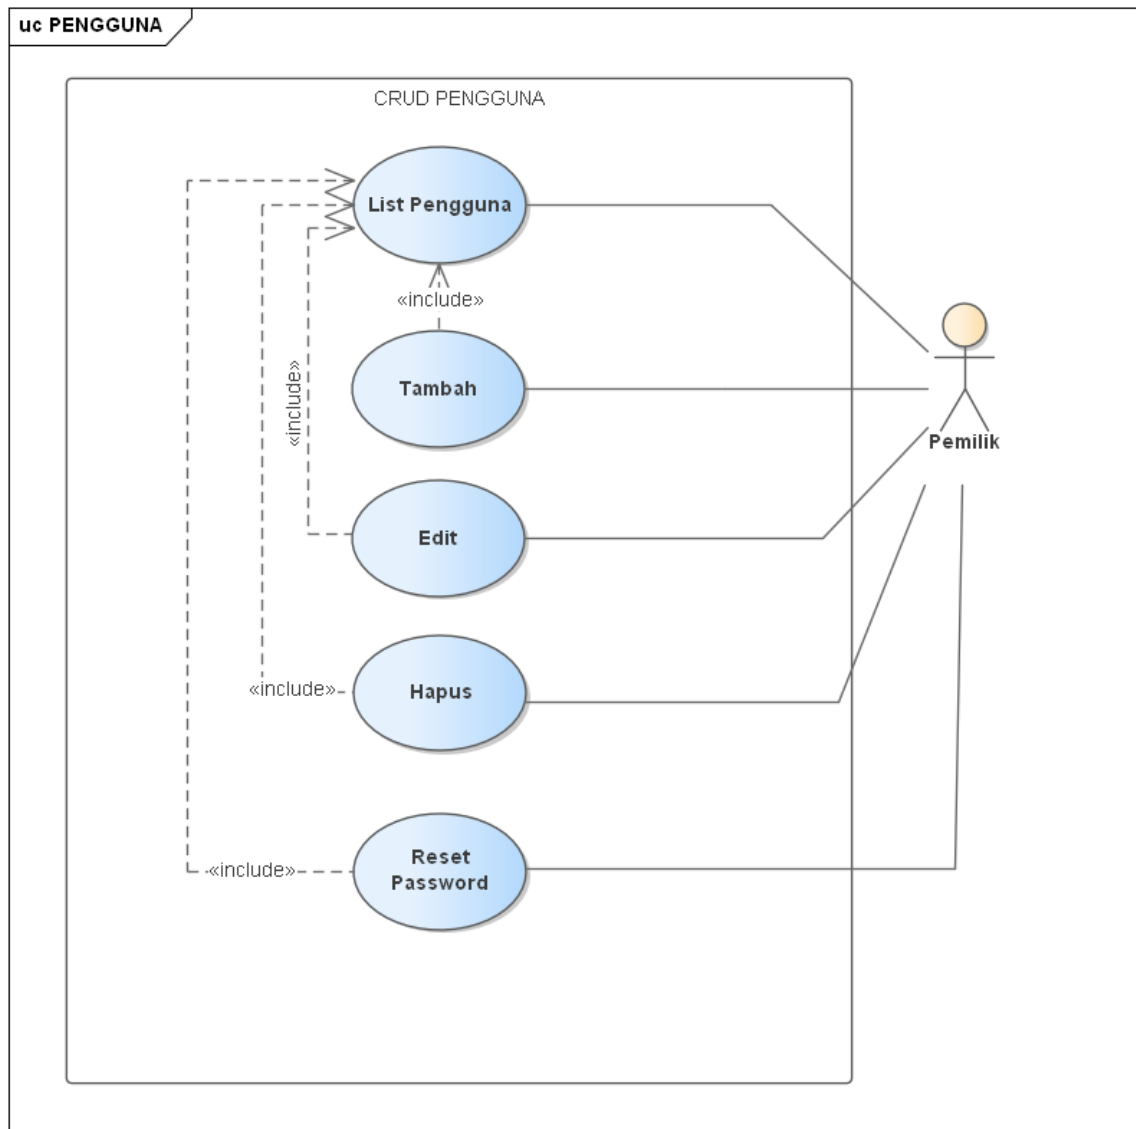 uc PENGGUNA
CRUD PENGGUNA
List Pengguna
«include»
Tambah
«include»
Pemilik
Edit
Hapus
«include»
Reset
Password
«include»